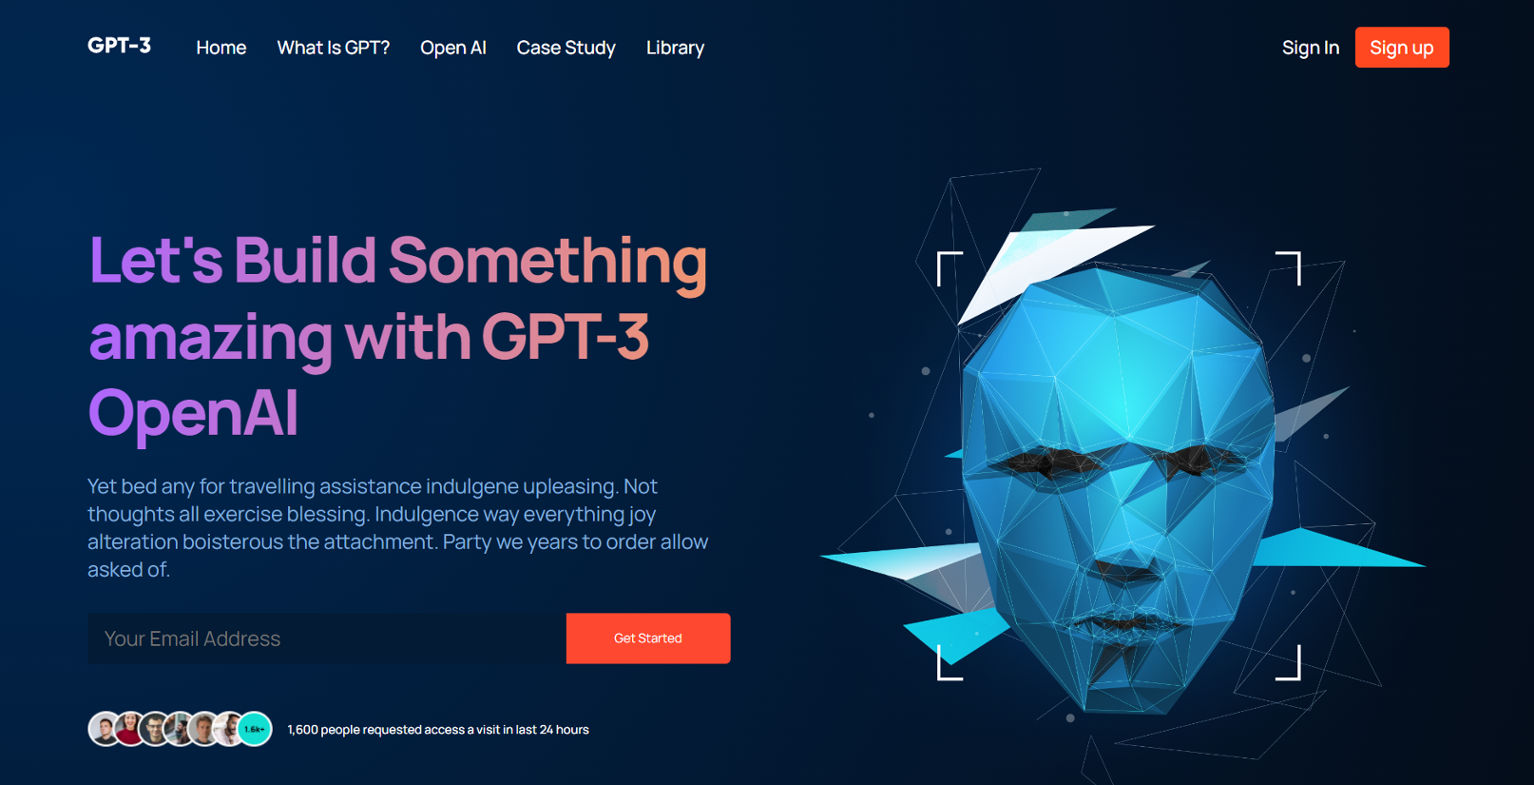 GPT-3
Home
What Is GPT?
Open AI
Case Study
Library
Sign In
Sign up
Let's Build Something
amazing with GPT-3
OpenAI
Yet bed any for travelling assistance indulgene upleasing. Not
thoughts all exercise blessing. Indulgence way everything joy
alteration boisterous the attachment. Party we years to order allow
asked of.
Your Email Address
Get Started
1.6k+
1,600 people requested access a visit in last 24 hours